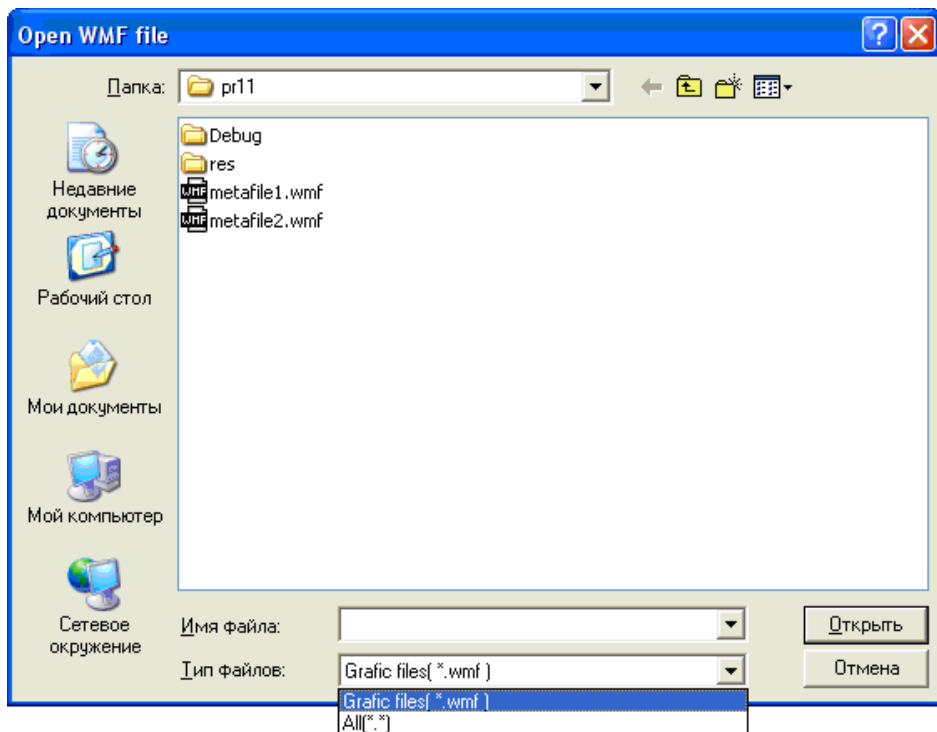 Open WMF file
Папка:
pr11
Debug
res
metafile1.wmf
metafile2.wmf
Недавние
документы
Рабочий стол
Мои документы
Мой компьютер
Сетевое
окружение
Имя файла:
Открыть
Тип файлов:
Grafic files( *.wmf )
Отмена
Grafic files( *.wmf )
All(*.*)